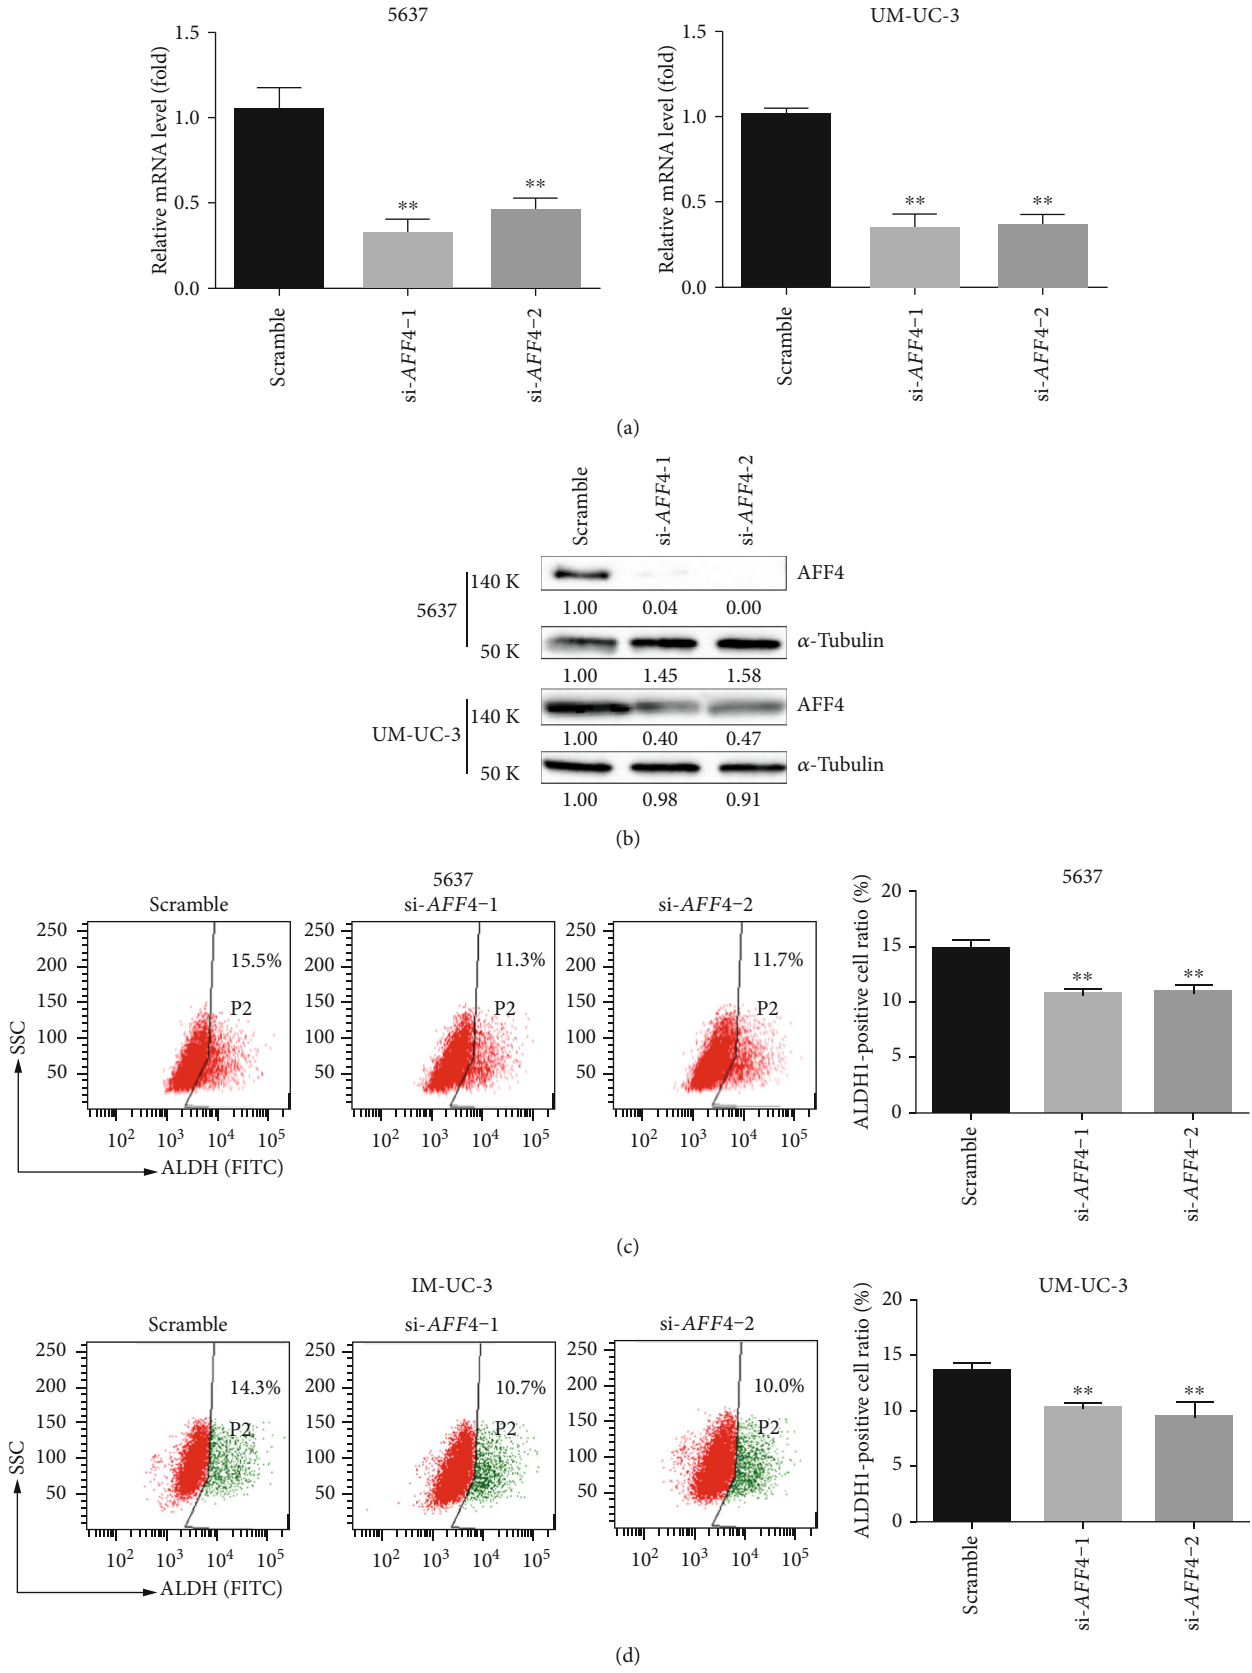 5637
UM-UC-3
Relative mRNA level (fold)
1.5
1.0
0.5
0.0
**
**
Scramble
si-AFF4-1
si-AFF4-2
Relative mRNA level (fold)
1.5
1.0
0.5
0.0
**
**
Scramble
si-AFF4-1
si-AFF4-2
(a)
Scramble
si-AFF4-1
si-AFF4-2
5637
140 K
AFF4
1.00 0.04 0.00
50 K
α-Tubulin
1.00 1.45 1.58
UM-UC-3
140 K
AFF4
1.00 0.40 0.47
50 K
α-Tubulin
1.00 0.98 0.91
(b)
5637
Scramble
si-AFF4-1
si-AFF4-2
SSC
250
200
150
100
50
15.5%
P2
10² 10³ 10⁴ 10⁵
250
200
150
100
50
11.3%
P2
10² 10³ 10⁴ 10⁵
250
200
150
100
50
11.7%
P2
10² 10³ 10⁴ 10⁵
ALDH (FITC)
5637
ALDH1-positive cell ratio (%)
20
15
10
5
0
**
**
Scramble
si-AFF4-1
si-AFF4-2
(c)
IM-UC-3
Scramble
si-AFF4-1
si-AFF4-2
SSC
250
200
150
100
50
14.3%
P2
10² 10³ 10⁴ 10⁵
250
200
150
100
50
10.7%
P2
10² 10³ 10⁴ 10⁵
250
200
150
100
50
10.0%
P2
10² 10³ 10⁴ 10⁵
ALDH (FITC)
UM-UC-3
ALDH1-positive cell ratio (%)
20
15
10
5
0
**
**
Scramble
si-AFF4-1
si-AFF4-2
(d)